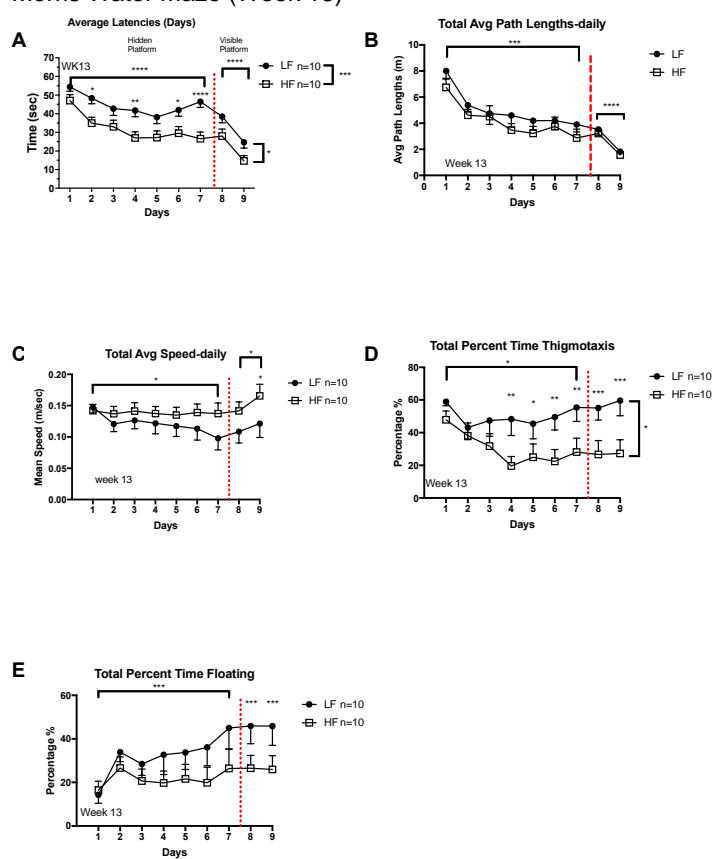 Morris Water Maze (Week 13)
A
Average Latencies (Days)
Hidden Platform
Visible Platform
WK13
****
****
*
**
*
****
LF n=10
HF n=10
***
*
Time (sec)
70
60
50
40
30
20
10
0
1 2 3 4 5 6 7 8 9
Days
B
Total Avg Path Lengths-daily
***
****
LF
HF
Avg Path Lengths (m)
10
8
6
4
2
0
Week 13
0 1 2 3 4 5 6 7 8 9
Days
C
Total Avg Speed-daily
*
*
*
LF n=10
HF n=10
Mean Speed (m/sec)
0.20
0.15
0.10
0.05
0.00
week 13
1 2 3 4 5 6 7 8 9
Days
D
Total Percent Time Thigmotaxis
*
** * ** ** *** ***
LF n=10
HF n=10
*
Percentage %
80
60
40
20
0
Week 13
1 2 3 4 5 6 7 8 9
Days
E
Total Percent Time Floating
***
*** ***
LF n=10
HF n=10
Percentage %
60
40
20
0
Week 13
1 2 3 4 5 6 7 8 9
Days